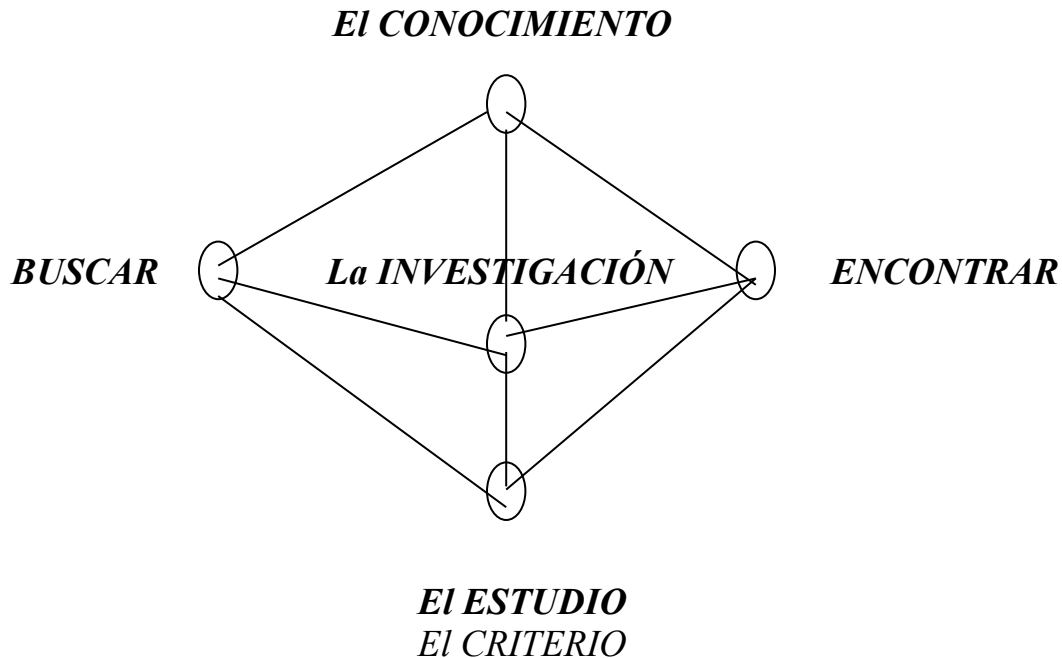 El CONOCIMIENTO
BUSCAR
La INVESTIGACIÓN
ENCONTRAR
El ESTUDIO
El CRITERIO